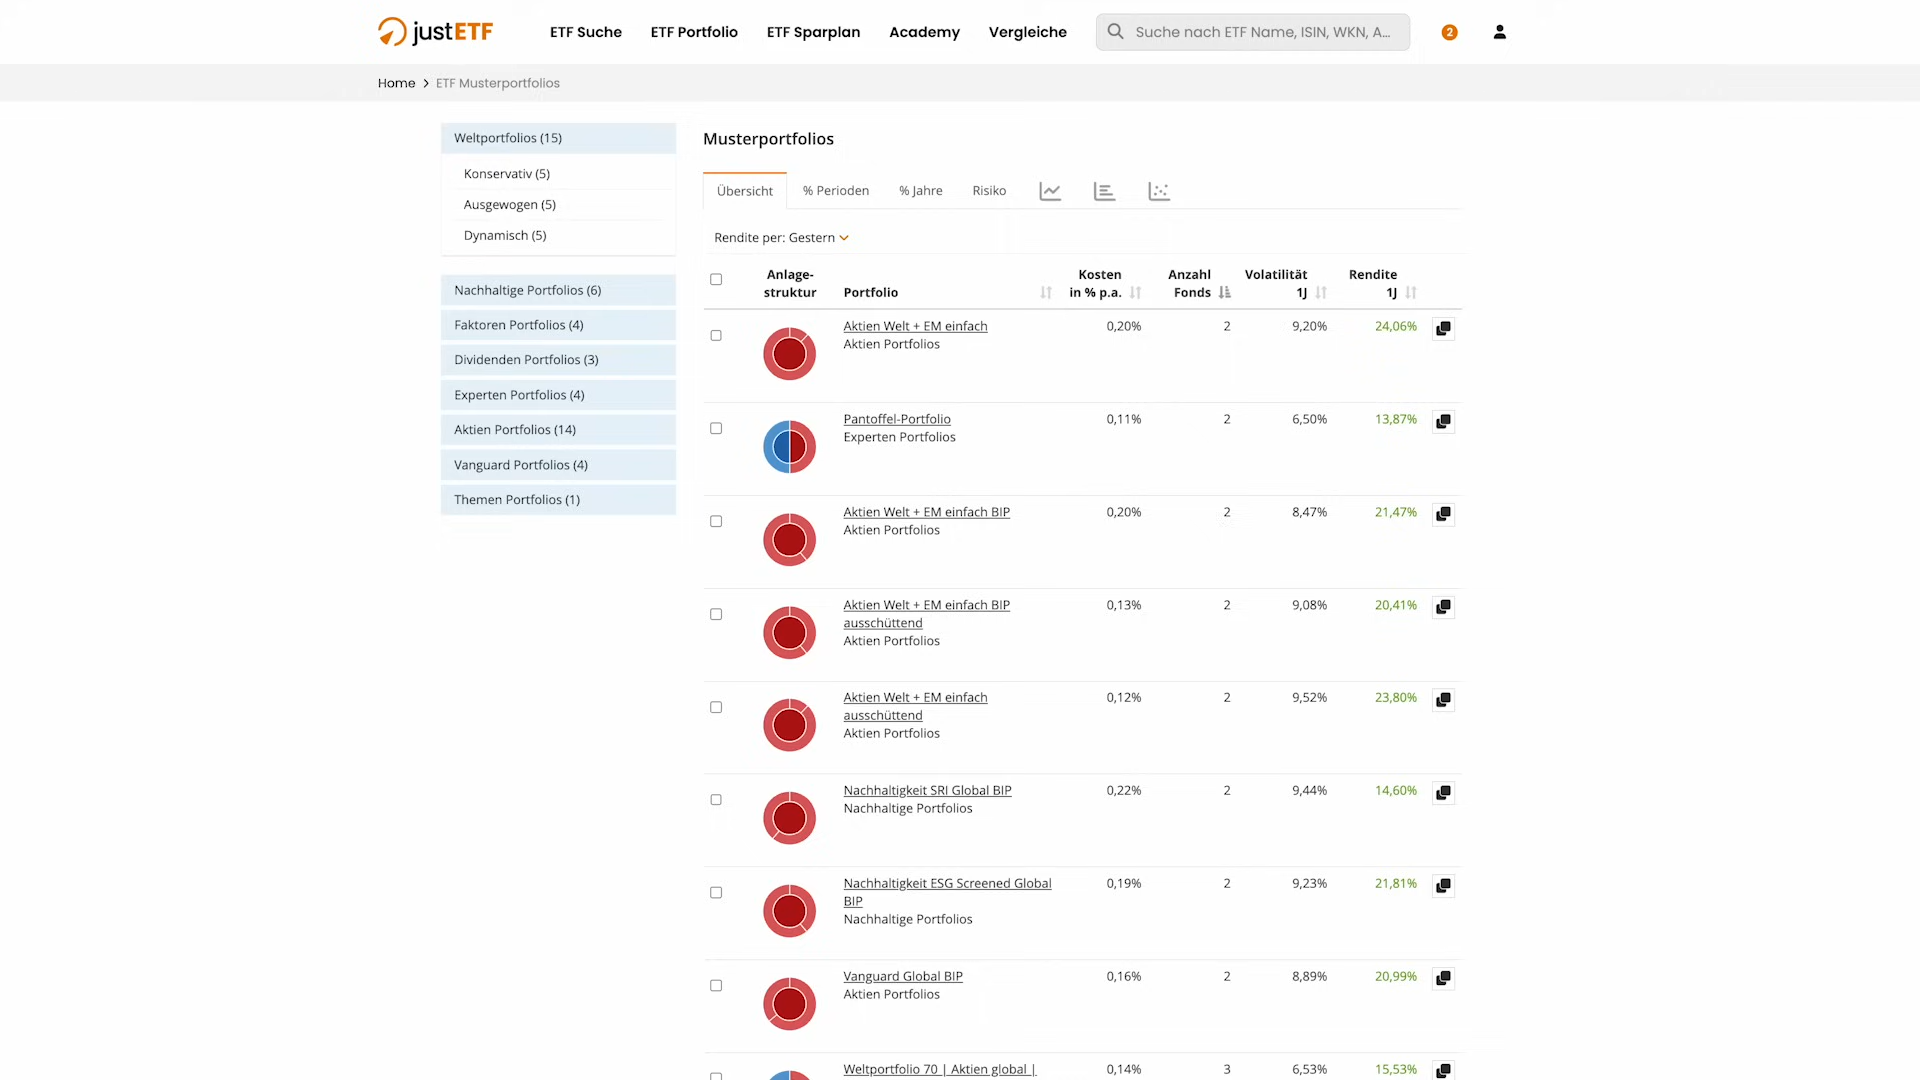 justETF
ETF Suche
ETF Portfolio
ETF Sparplan
Academy
Vergleiche
Suche nach ETF Name, ISIN, WKN, A...
2
Home
ETF Musterportfolios
Weltportfolios (15)
Konservativ (5)
Ausgewogen (5)
Dynamisch (5)
Nachhaltige Portfolios (6)
Faktoren Portfolios (4)
Dividenden Portfolios (3)
Experten Portfolios (4)
Aktien Portfolios (14)
Vanguard Portfolios (4)
Themen Portfolios (1)
Musterportfolios
Übersicht
% Perioden
% Jahre
Risiko
Rendite per: Gestern
Anlage-
struktur
Portfolio
Kosten
in % p.a.
Anzahl
Fonds
Volatilität
1J
Rendite
1J
Aktien Welt + EM einfach
Aktien Portfolios
0,20%
2
9,20%
24,06%
Pantoffel-Portfolio
Experten Portfolios
0,11%
2
6,50%
13,87%
Aktien Welt + EM einfach BIP
Aktien Portfolios
0,20%
2
8,47%
21,47%
Aktien Welt + EM einfach BIP
ausschüttend
Aktien Portfolios
0,13%
2
9,08%
20,41%
Aktien Welt + EM einfach
ausschüttend
Aktien Portfolios
0,12%
2
9,52%
23,80%
Nachhaltigkeit SRI Global BIP
Nachhaltige Portfolios
0,22%
2
9,44%
14,60%
Nachhaltigkeit ESG Screened Global
BIP
Nachhaltige Portfolios
0,19%
2
9,23%
21,81%
Vanguard Global BIP
Aktien Portfolios
0,16%
2
8,89%
20,99%
Weltportfolio 70 | Aktien global |
0,14%
3
6,53%
15,53%